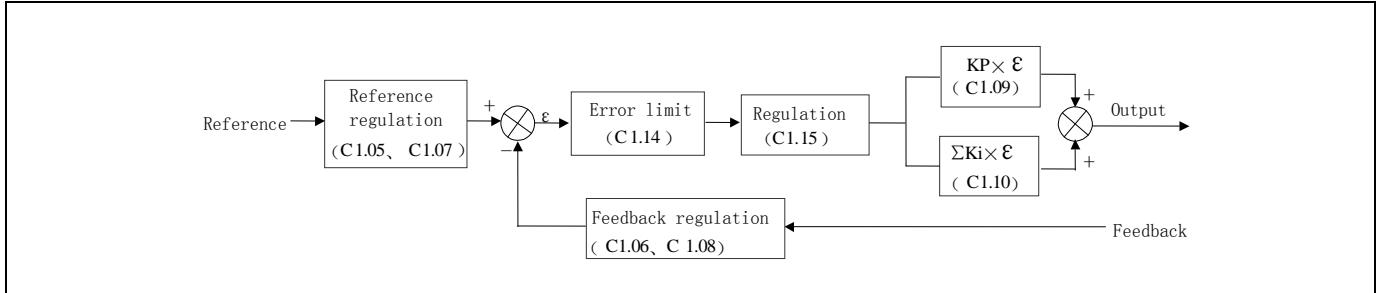 Reference
Reference
regulation
(C1.05、 C1.07 )
+
−
ε
Error limit
(C1.14)
Regulation
(C1.15)
KP× ε
( C1.09)
ΣKi× ε
( C1.10)
+
+
Output
Feedback regulation
( C1.06、C 1.08)
Feedback